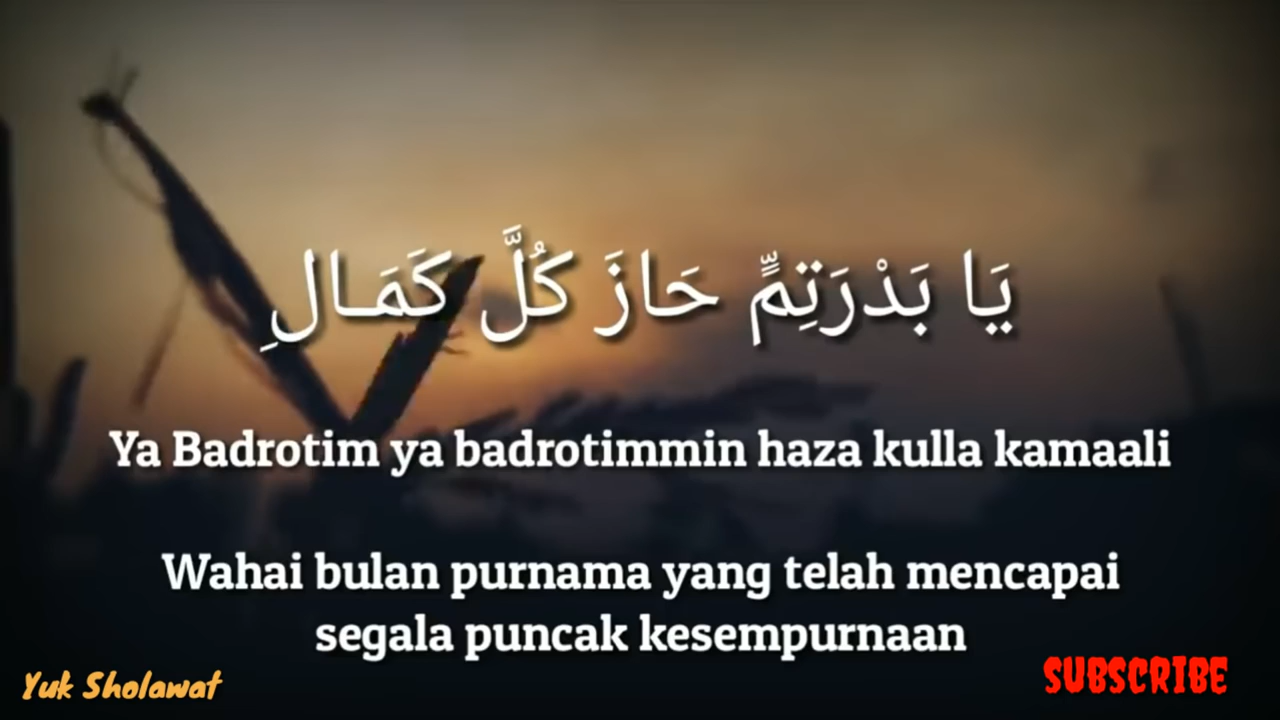 يَا بَدْرَتِمٍّ حَازَ كُلَّ كَمَـالِ
Ya Badrotim ya badrotimmin haza kulla kamaali
Wahai bulan purnama yang telah mencapai
segala puncak kesempurnaan
Yuk Sholawat
SUBSCRIBE